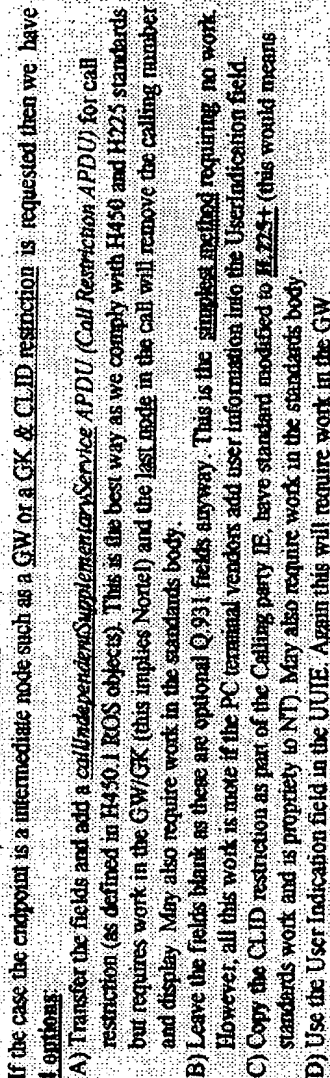 If the case the endpoint is a intermediate node such as a GW or a GK & CLID restriction is requested then we have
4 options:
A) Transfer the fields and add a callIndependentSupplementaryService APDU (Call Restriction APDU) for call
restriction (as defined in H450.1 ROS objects). This is the best way as we comply with H450 and H225 standards
but requires work in the GW/GK (this implies Nortel) and the last node in the call will remove the calling number
and display. May also require work in the standards body.
B) Leave the fields blank as these are optional Q.931 fields anyway. This is the simplest method requiring no work.
However, all this work is mote if the PC terminal vendors add user information into the UserIndication field.
C) Copy the CLID restriction as part of the Calling party IE, have standard modified to H.225+ (this would means
standards work and is propriety to NT). May also require work in the standards body.
D) Use the User Indication field in the UUIE. Again this will require work in the GW.